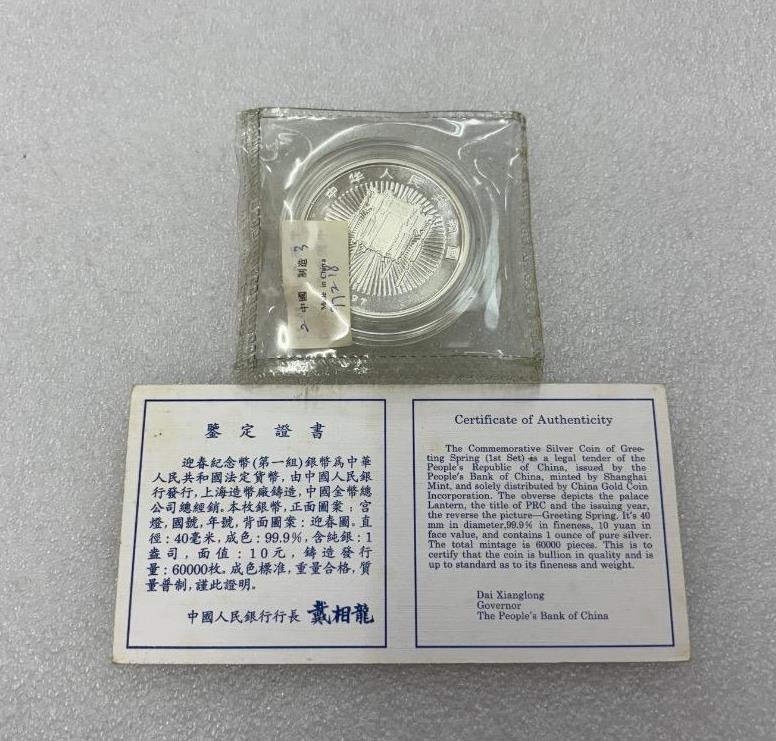 中華人民共和國
97
中國 制造 3
Made in China
鑒定證書
迎春紀念幣(第一組)銀幣爲中華
人民共和國法定貨幣，由中國人民銀
行發行，上海造幣廠鑄造，中國金幣總
公司總經銷。本枚銀幣，正面圖案：宮
燈，國號，年號，背面圖案：迎春圖。直
徑：40毫米，成色：99.9%，含純銀：1
盎司，面值：10元，鑄造發行
量：60000枚。成色標准，重量合格，質
量普制，謹此證明。
中國人民銀行行長 戴相龍
Certificate of Authenticity
The Commemorative Silver Coin of Gree-
ting Spring (1st Set) is a legal tender of the
People's Republic of China, issued by the
People's Bank of China, minted by Shanghai
Mint, and solely distributed by China Gold Coin
Incorporation. The obverse depicts the palace
Lantern, the title of PRC and the issuing year,
the reverse the picture—Greeting Spring. It's 40
mm in diameter,99.9% in fineness, 10 yuan in
face value, and contains 1 ounce of pure silver.
The total mintage is 60000 pieces. This is to
certify that the coin is bullion in quality and is
up to standard as to its fineness and weight.
Dai Xianglong
Governor
The People's Bank of China